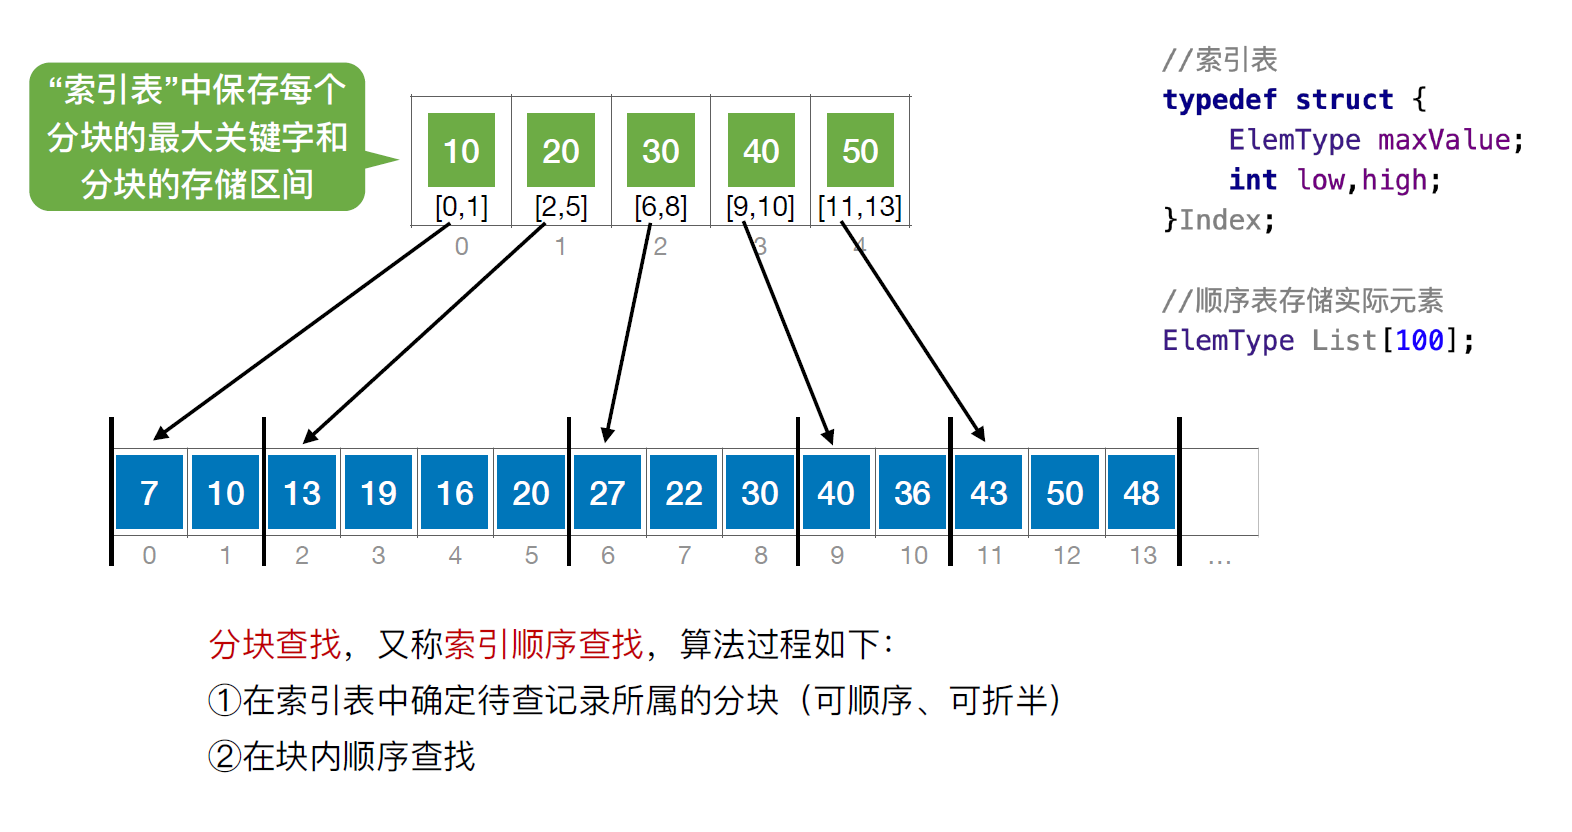 “索引表”中保存每个
分块的最大关键字和
分块的存储区间
10 20 30 40 50
[0,1] [2,5] [6,8] [9,10] [11,13]
0 1 2 3 4
//索引表
typedef struct {
    ElemType maxValue;
    int low,high;
}Index;
//顺序表存储实际元素
ElemType List[100];
7 10 13 19 16 20 27 22 30 40 36 43 50 48
0 1 2 3 4 5 6 7 8 9 10 11 12 13 ...
分块查找，又称索引顺序查找，算法过程如下：
①在索引表中确定待查记录所属的分块（可顺序、可折半）
②在块内顺序查找